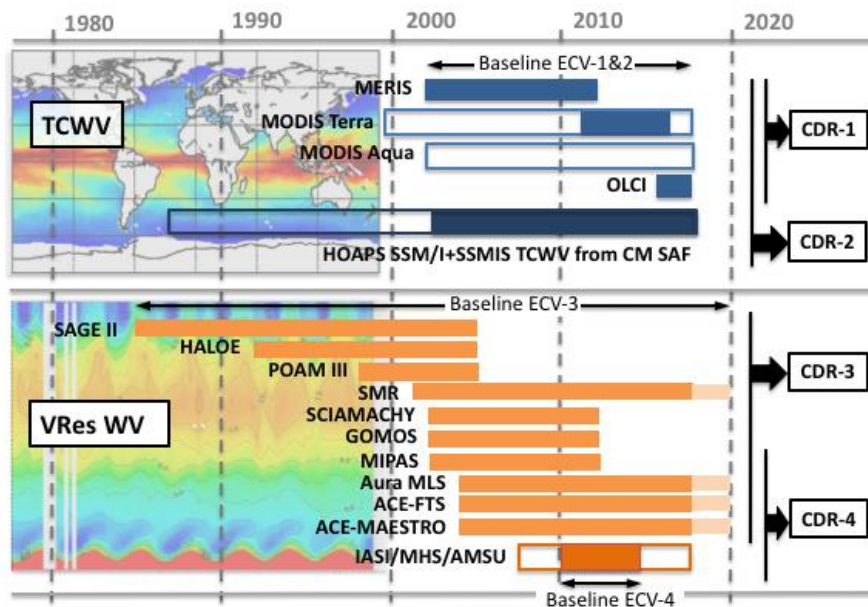 1980 1990 2000 2010 2020
Baseline ECV-1&2
MERIS
TCWV
MODIS Terra
CDR-1
MODIS Aqua
OLCI
CDR-2
HOAPS SSM/I+SSMIS TCWV from CM SAF
Baseline ECV-3
SAGE II
HALOE
POAM III
CDR-3
SMR
SCIAMACHY
VRes WV
GOMOS
MIPAS
Aura MLS
ACE-FTS
CDR-4
ACE-MAESTRO
IASI/MHS/AMSU
Baseline ECV-4